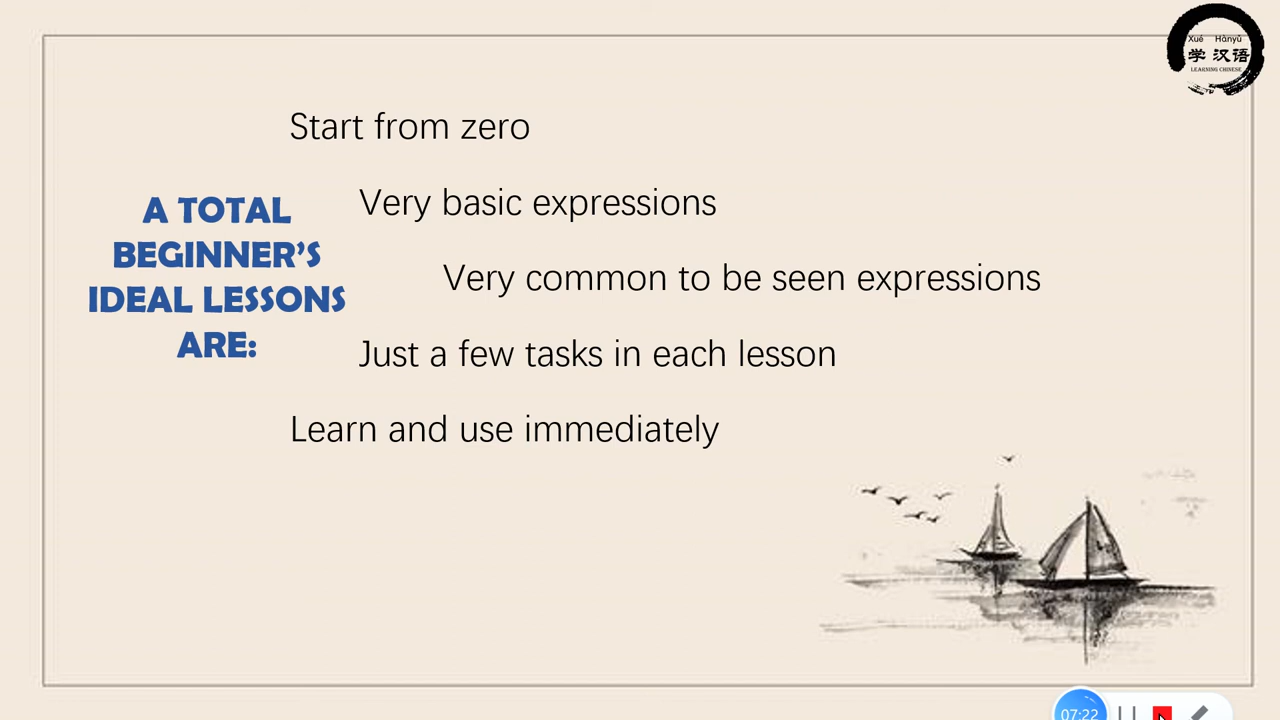 Xué Hànyǔ
学 汉语
LEARNING CHINESE
Start from zero
A TOTAL
BEGINNER'S
IDEAL LESSONS
ARE:
Very basic expressions
Very common to be seen expressions
Just a few tasks in each lesson
Learn and use immediately
07:22